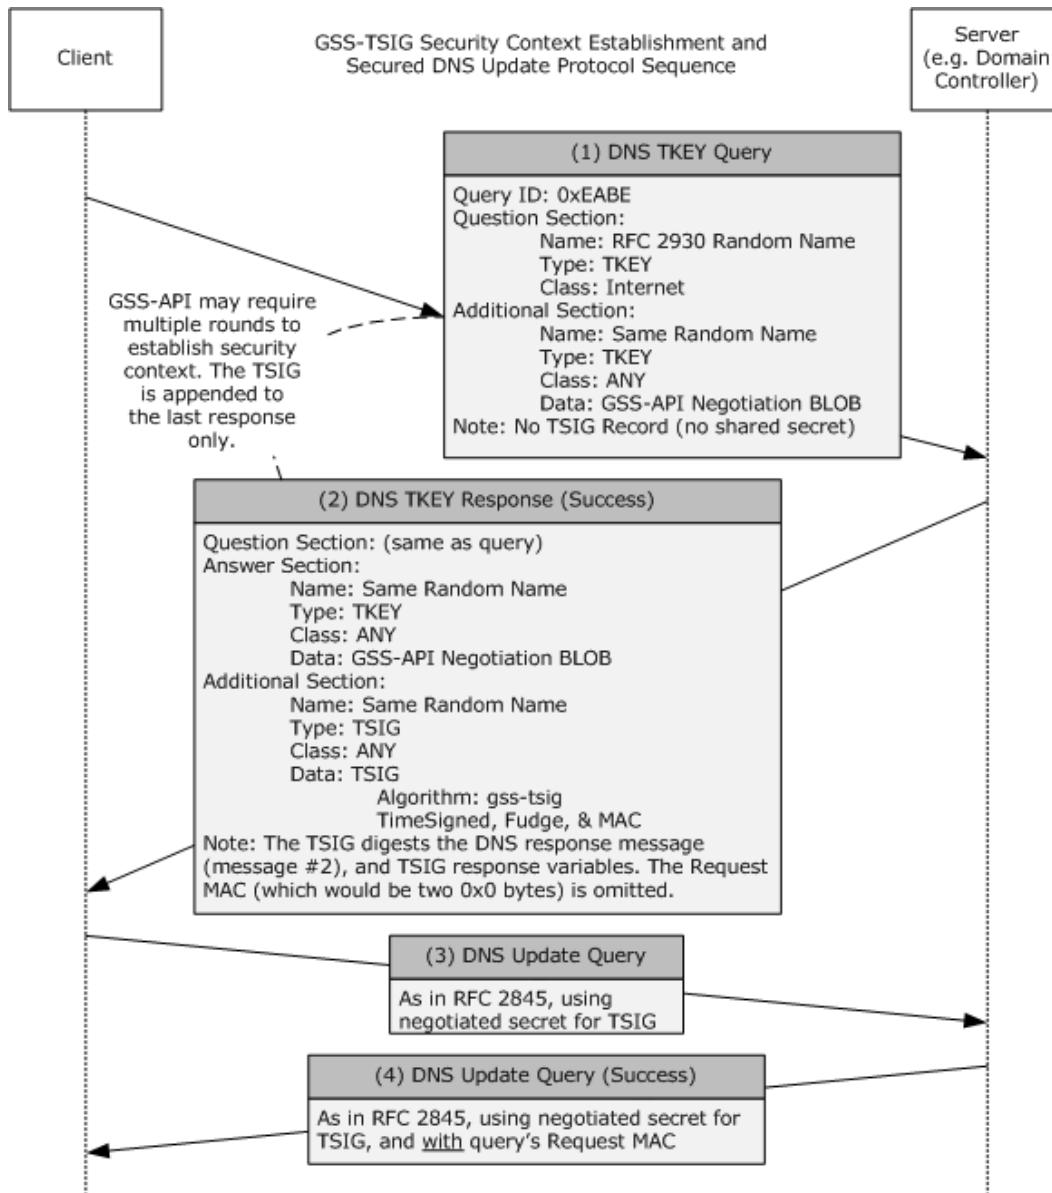 Client
GSS-TSIG Security Context Establishment and
Secured DNS Update Protocol Sequence
Server
(e.g. Domain
Controller)
(1) DNS TKEY Query
Query ID: 0xEABE
Question Section:
Name: RFC 2930 Random Name
Type: TKEY
Class: Internet
Additional Section:
Name: Same Random Name
Type: TKEY
Class: ANY
Data: GSS-API Negotiation BLOB
Note: No TSIG Record (no shared secret)
GSS-API may require
multiple rounds to
establish security
context. The TSIG
is appended to
the last response
only.
(2) DNS TKEY Response (Success)
Question Section: (same as query)
Answer Section:
Name: Same Random Name
Type: TKEY
Class: ANY
Data: GSS-API Negotiation BLOB
Additional Section:
Name: Same Random Name
Type: TSIG
Class: ANY
Data: TSIG
Algorithm: gss-tsig
TimeSigned, Fudge, & MAC
Note: The TSIG digests the DNS response message
(message #2), and TSIG response variables. The Request
MAC (which would be two 0x0 bytes) is omitted.
(3) DNS Update Query
As in RFC 2845, using
negotiated secret for TSIG
(4) DNS Update Query (Success)
As in RFC 2845, using negotiated secret for
TSIG, and with query's Request MAC